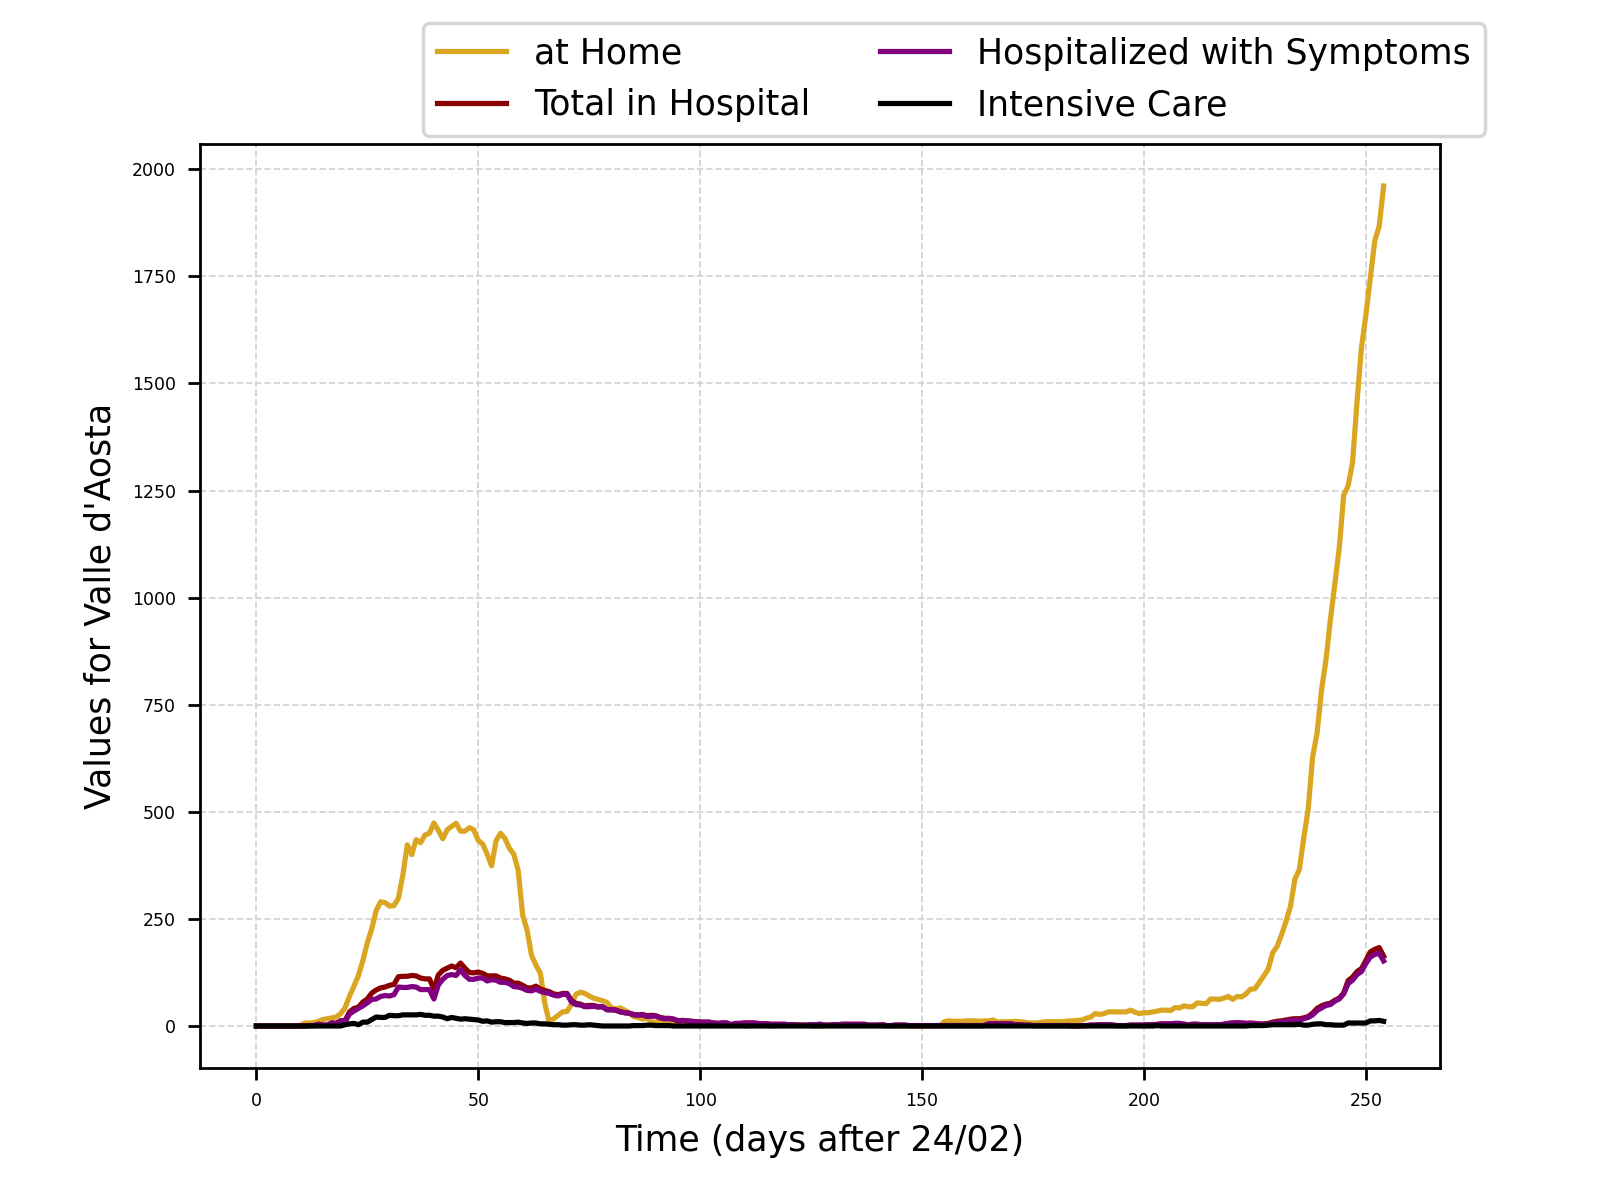 at Home
Total in Hospital
Hospitalized with Symptoms
Intensive Care
2000
1750
1500
1250
1000
750
500
250
0
Values for Valle d'Aosta
0 50 100 150 200 250
Time (days after 24/02)